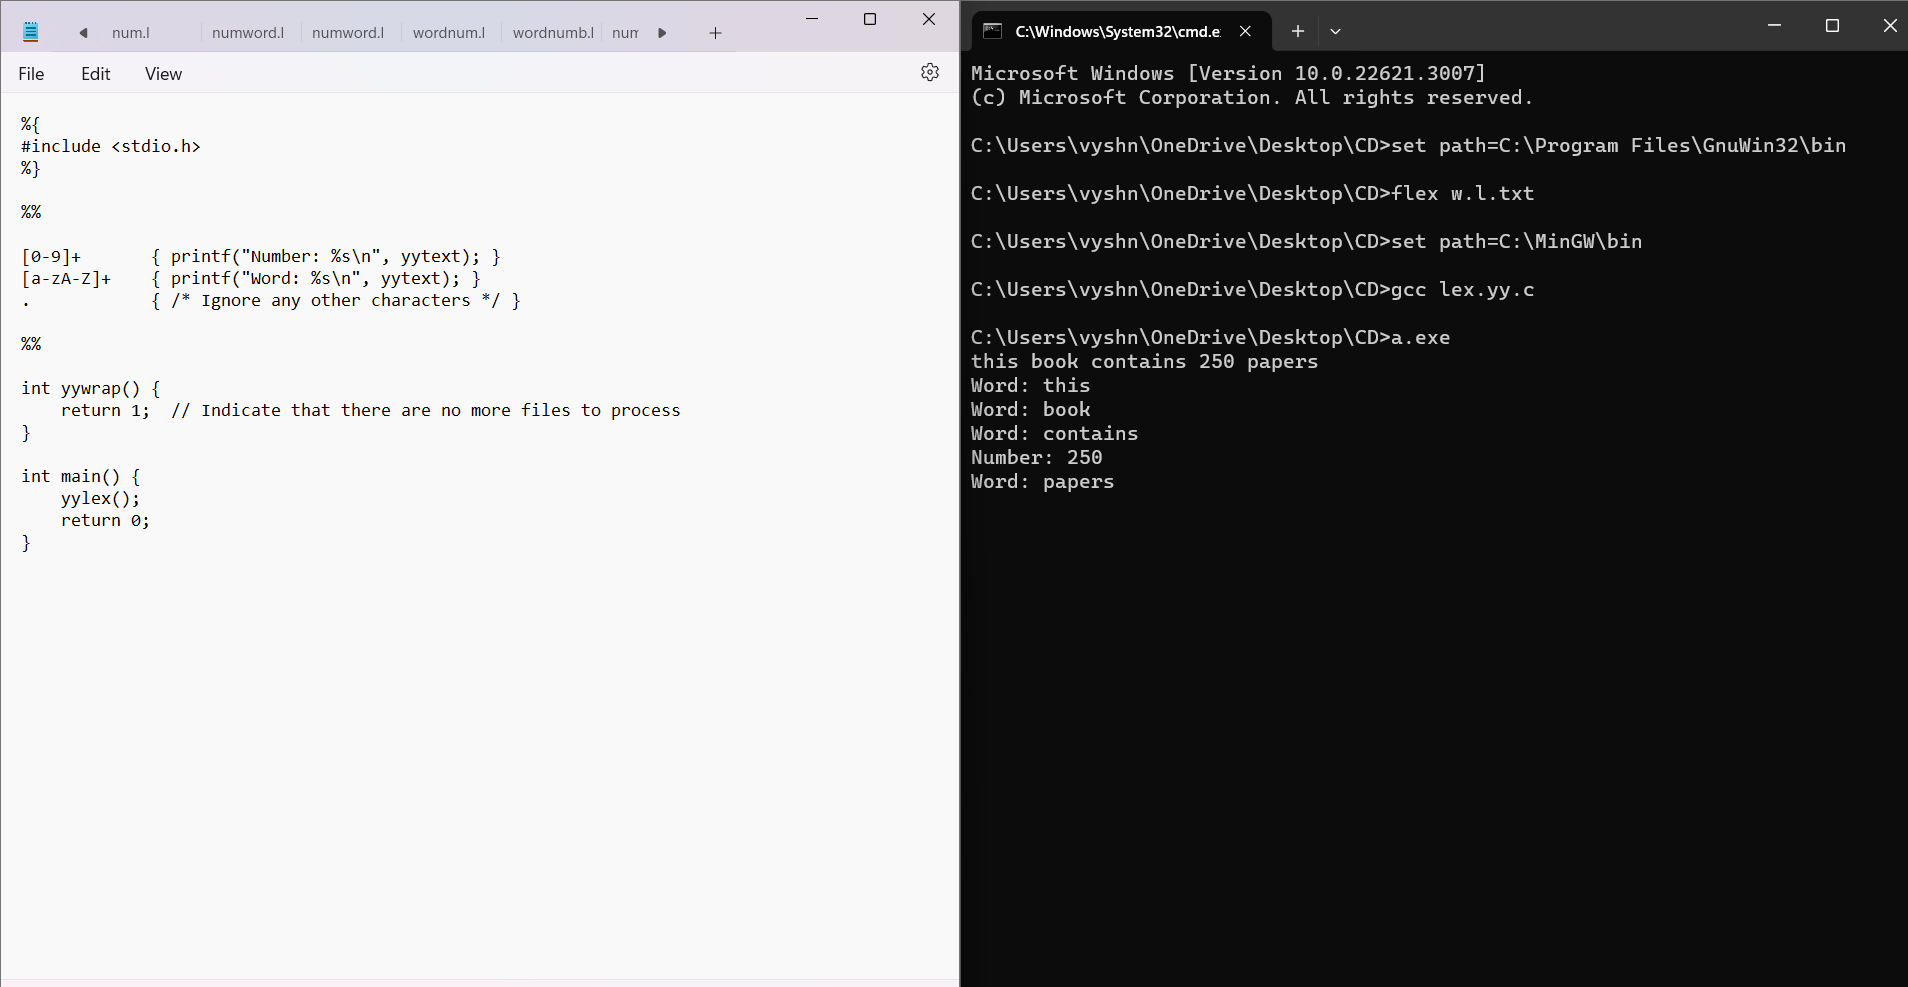 num.l numword.l numword.l wordnum.l wordnumb.l num
File Edit View
%{
#include <stdio.h>
%}
%%
[0-9]+       { printf("Number: %s\n", yytext); }
[a-zA-Z]+    { printf("Word: %s\n", yytext); }
.            { /* Ignore any other characters */ }
%%
int yywrap() {
    return 1;  // Indicate that there are no more files to process
}
int main() {
    yylex();
    return 0;
}
C:\Windows\System32\cmd.e
Microsoft Windows [Version 10.0.22621.3007]
(c) Microsoft Corporation. All rights reserved.
C:\Users\vyshn\OneDrive\Desktop\CD>set path=C:\Program Files\GnuWin32\bin
C:\Users\vyshn\OneDrive\Desktop\CD>flex w.l.txt
C:\Users\vyshn\OneDrive\Desktop\CD>set path=C:\MinGW\bin
C:\Users\vyshn\OneDrive\Desktop\CD>gcc lex.yy.c
C:\Users\vyshn\OneDrive\Desktop\CD>a.exe
this book contains 250 papers
Word: this
Word: book
Word: contains
Number: 250
Word: papers